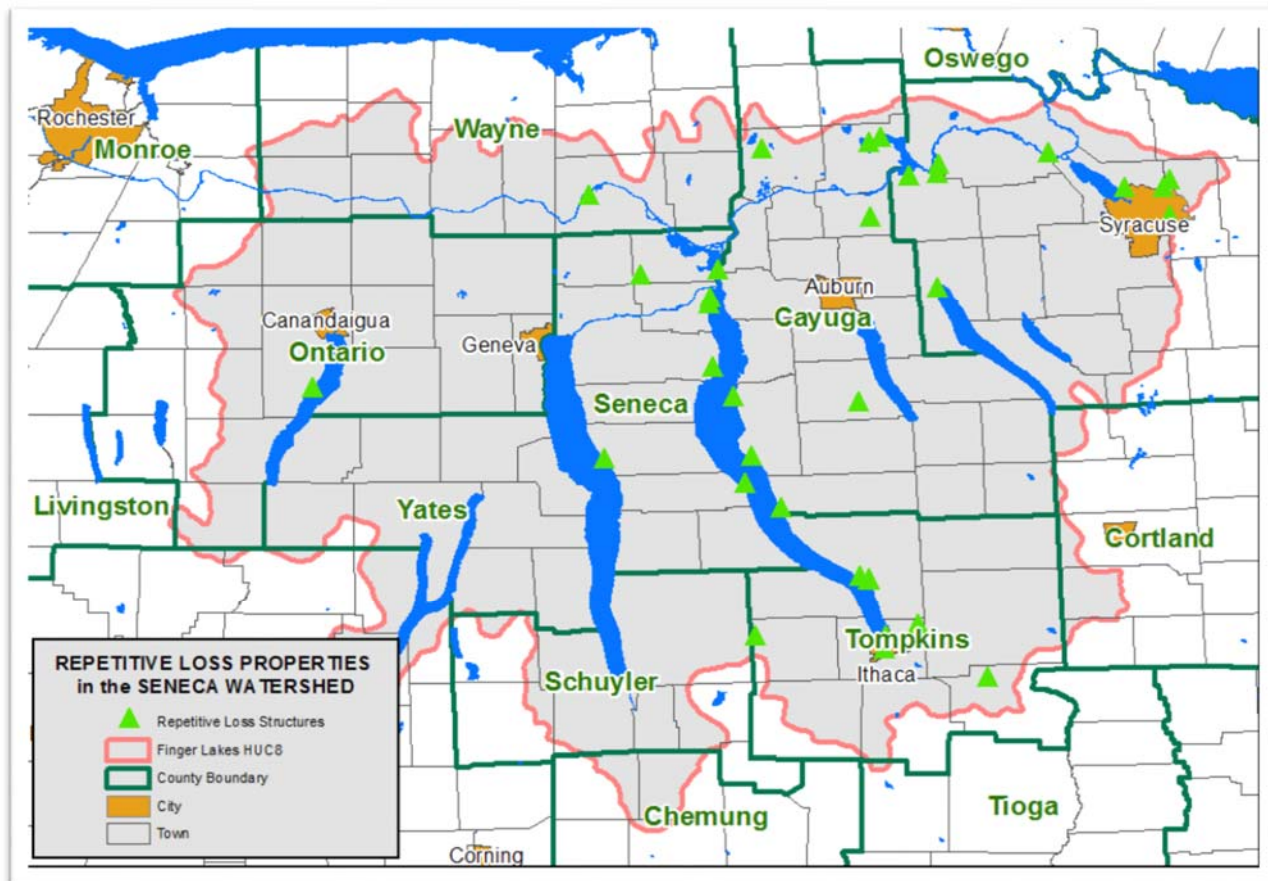 Oswego
Rochester
Monroe
Wayne
Syracuse
Auburn
Cayuga
Canandaigua
Ontario
Geneva
Seneca
Livingston
Yates
Cortland
Tompkins
Ithaca
Schuyler
Tioga
Chemung
Corning
REPETITIVE LOSS PROPERTIES
in the SENECA WATERSHED
Repetitive Loss Structures
Finger Lakes HUC8
County Boundary
City
Town